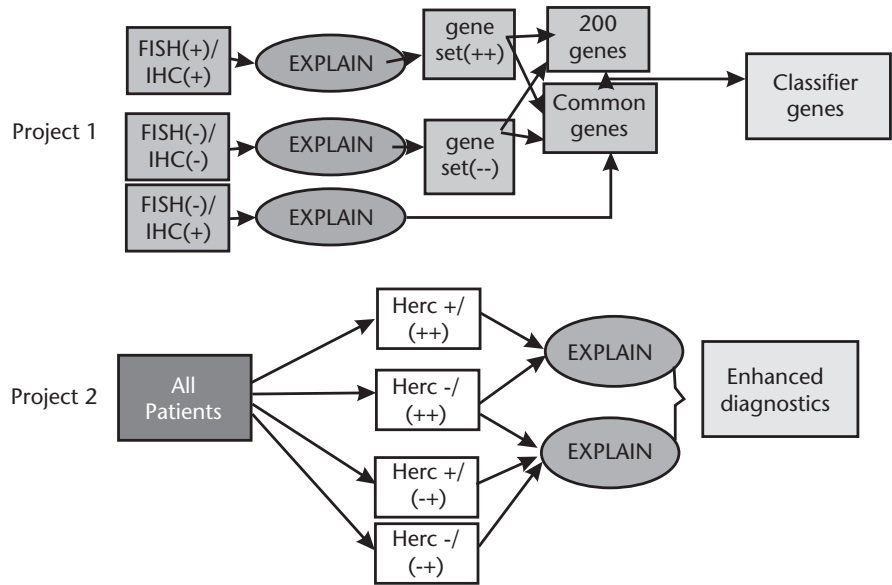 Project 1
FISH(+)/
IHC(+)
EXPLAIN
gene
set(++)
200
genes
Common
genes
Classifier
genes
FISH(-)/
IHC(-)
EXPLAIN
gene
set(--)
FISH(-)/
IHC(+)
EXPLAIN
Project 2
All
Patients
Herc +/
(++)
Herc -/
(++)
Herc +/
(-+)
Herc -/
(-+)
EXPLAIN
EXPLAIN
Enhanced
diagnostics